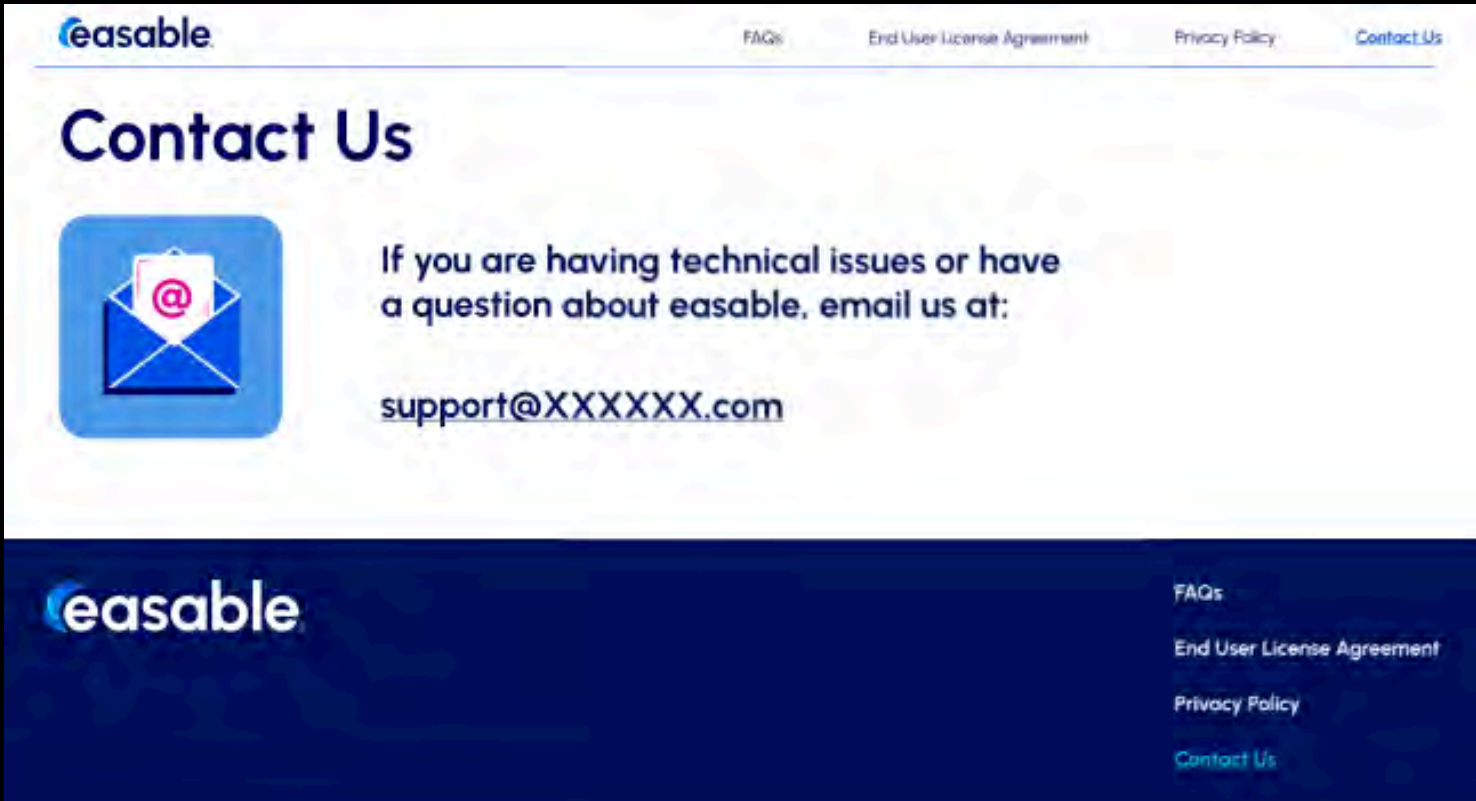 easable
FAQs
End User License Agreement
Privacy Policy
Contact Us
Contact Us
@
If you are having technical issues or have
a question about easable, email us at:
support@XXXXXX.com
easable
FAQs
End User License Agreement
Privacy Policy
Contact Us